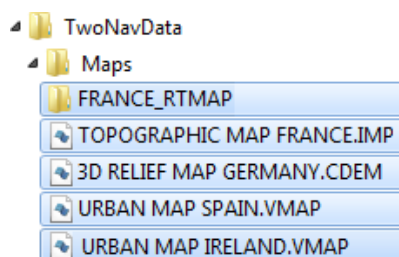 TwoNavData
Maps
FRANCE_RTMAP
TOPOGRAPHIC MAP FRANCE.IMP
3D RELIEF MAP GERMANY.CDEM
URBAN MAP SPAIN.VMAP
URBAN MAP IRELAND.VMAP